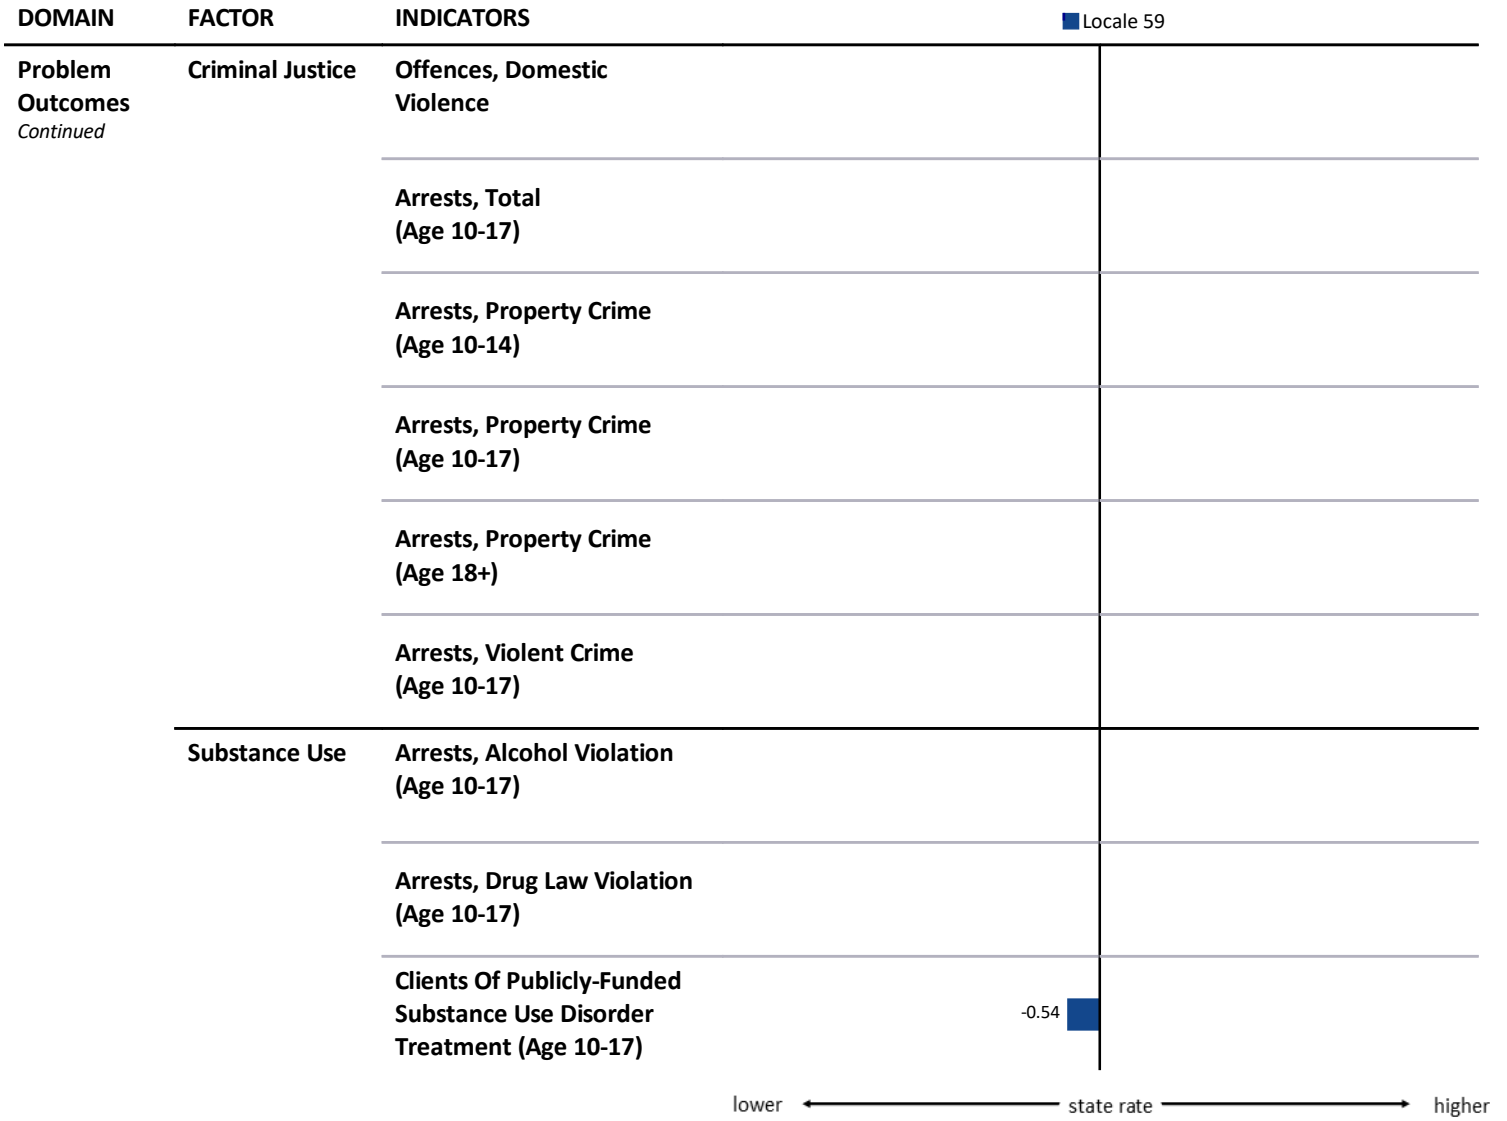 DOMAIN FACTOR INDICATORS
Locale 59
Problem
Outcomes
Continued
Criminal Justice
Offences, Domestic
Violence
Arrests, Total
(Age 10-17)
Arrests, Property Crime
(Age 10-14)
Arrests, Property Crime
(Age 10-17)
Arrests, Property Crime
(Age 18+)
Arrests, Violent Crime
(Age 10-17)
Substance Use
Arrests, Alcohol Violation
(Age 10-17)
Arrests, Drug Law Violation
(Age 10-17)
Clients Of Publicly-Funded
Substance Use Disorder
Treatment (Age 10-17)
-0.54
lower state rate higher